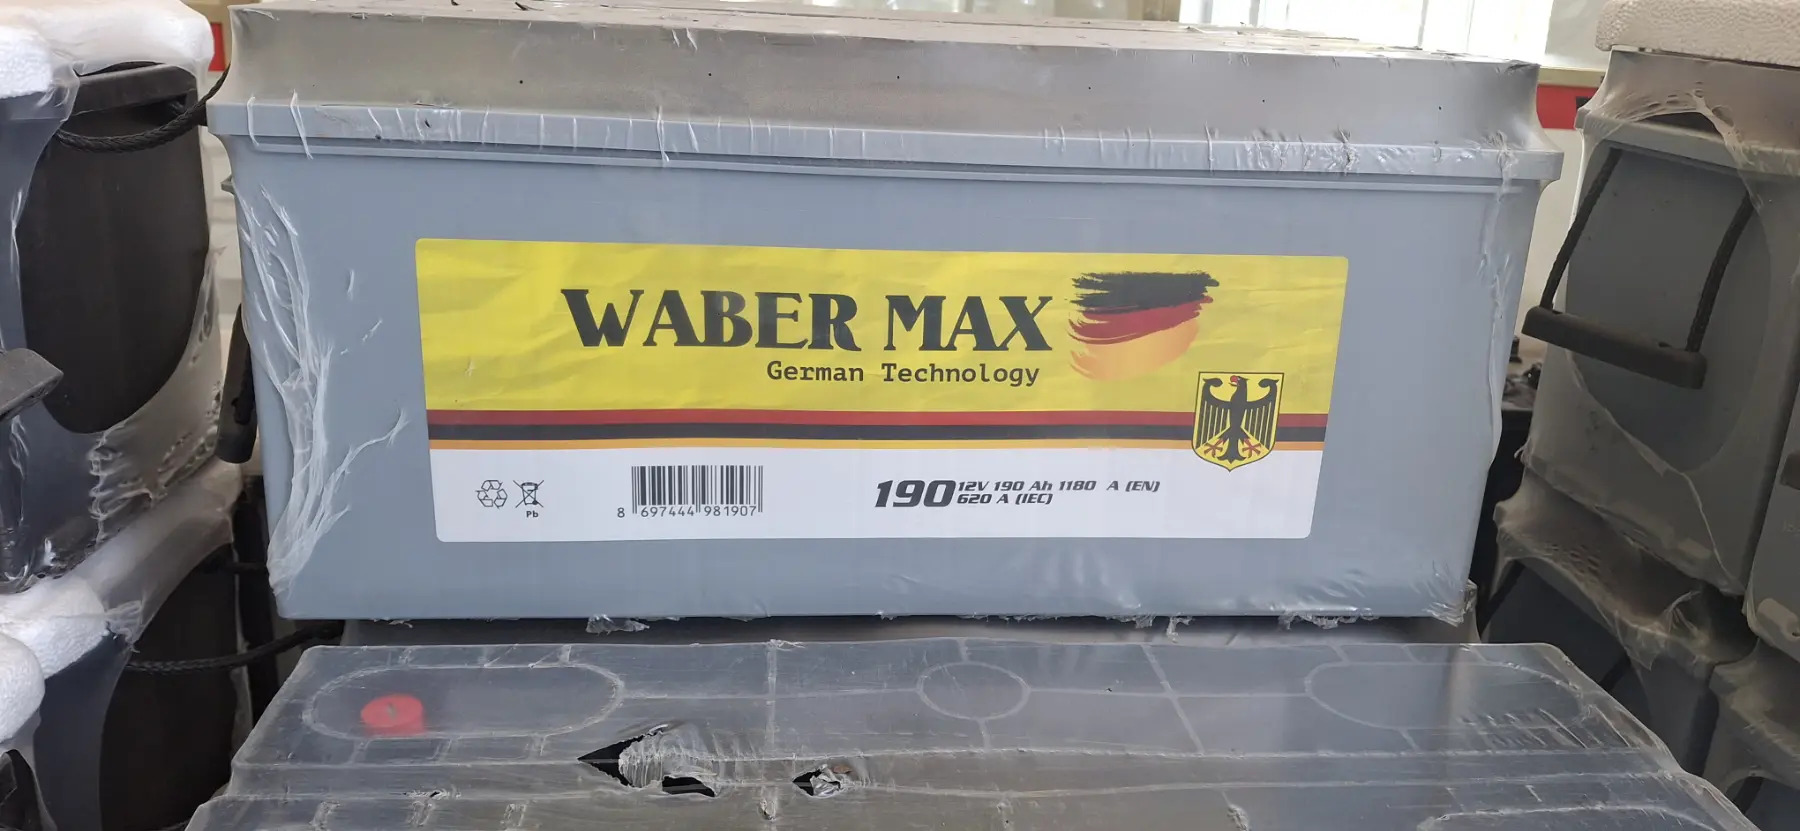 WABER MAX
German Technology
Pb
8 697444 981907
190 12V 190 Ah 1180 A (EN)
620 A (IEC)